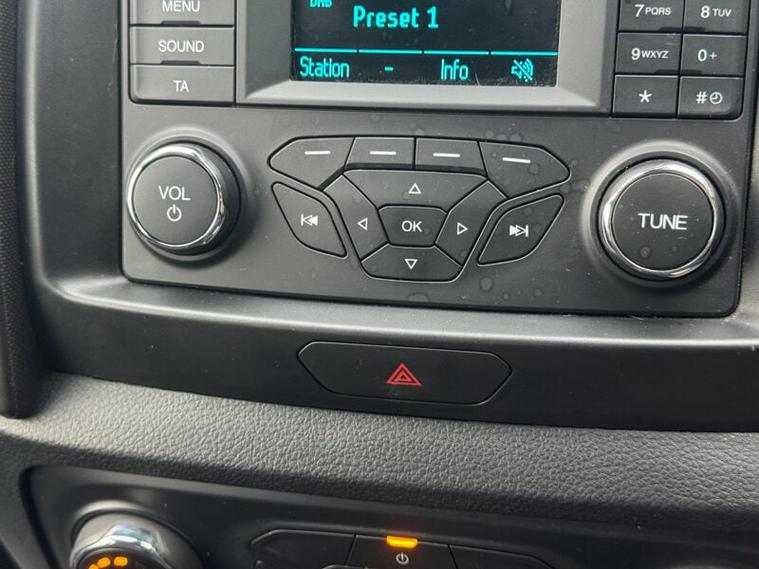 MENU
DAB
Preset 1
7PQRS
8TUV
SOUND
9WXYZ
0+
Station
-
Info
TA
*
#
VOL
OK
TUNE